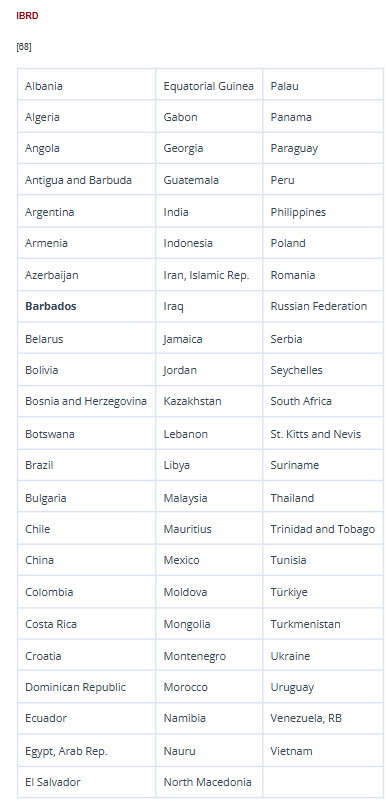 IBRD
[68]
Albania Equatorial Guinea Palau
Algeria Gabon Panama
Angola Georgia Paraguay
Antigua and Barbuda Guatemala Peru
Argentina India Philippines
Armenia Indonesia Poland
Azerbaijan Iran, Islamic Rep. Romania
Barbados Iraq Russian Federation
Belarus Jamaica Serbia
Bolivia Jordan Seychelles
Bosnia and Herzegovina Kazakhstan South Africa
Botswana Lebanon St. Kitts and Nevis
Brazil Libya Suriname
Bulgaria Malaysia Thailand
Chile Mauritius Trinidad and Tobago
China Mexico Tunisia
Colombia Moldova Türkiye
Costa Rica Mongolia Turkmenistan
Croatia Montenegro Ukraine
Dominican Republic Morocco Uruguay
Ecuador Namibia Venezuela, RB
Egypt, Arab Rep. Nauru Vietnam
El Salvador North Macedonia